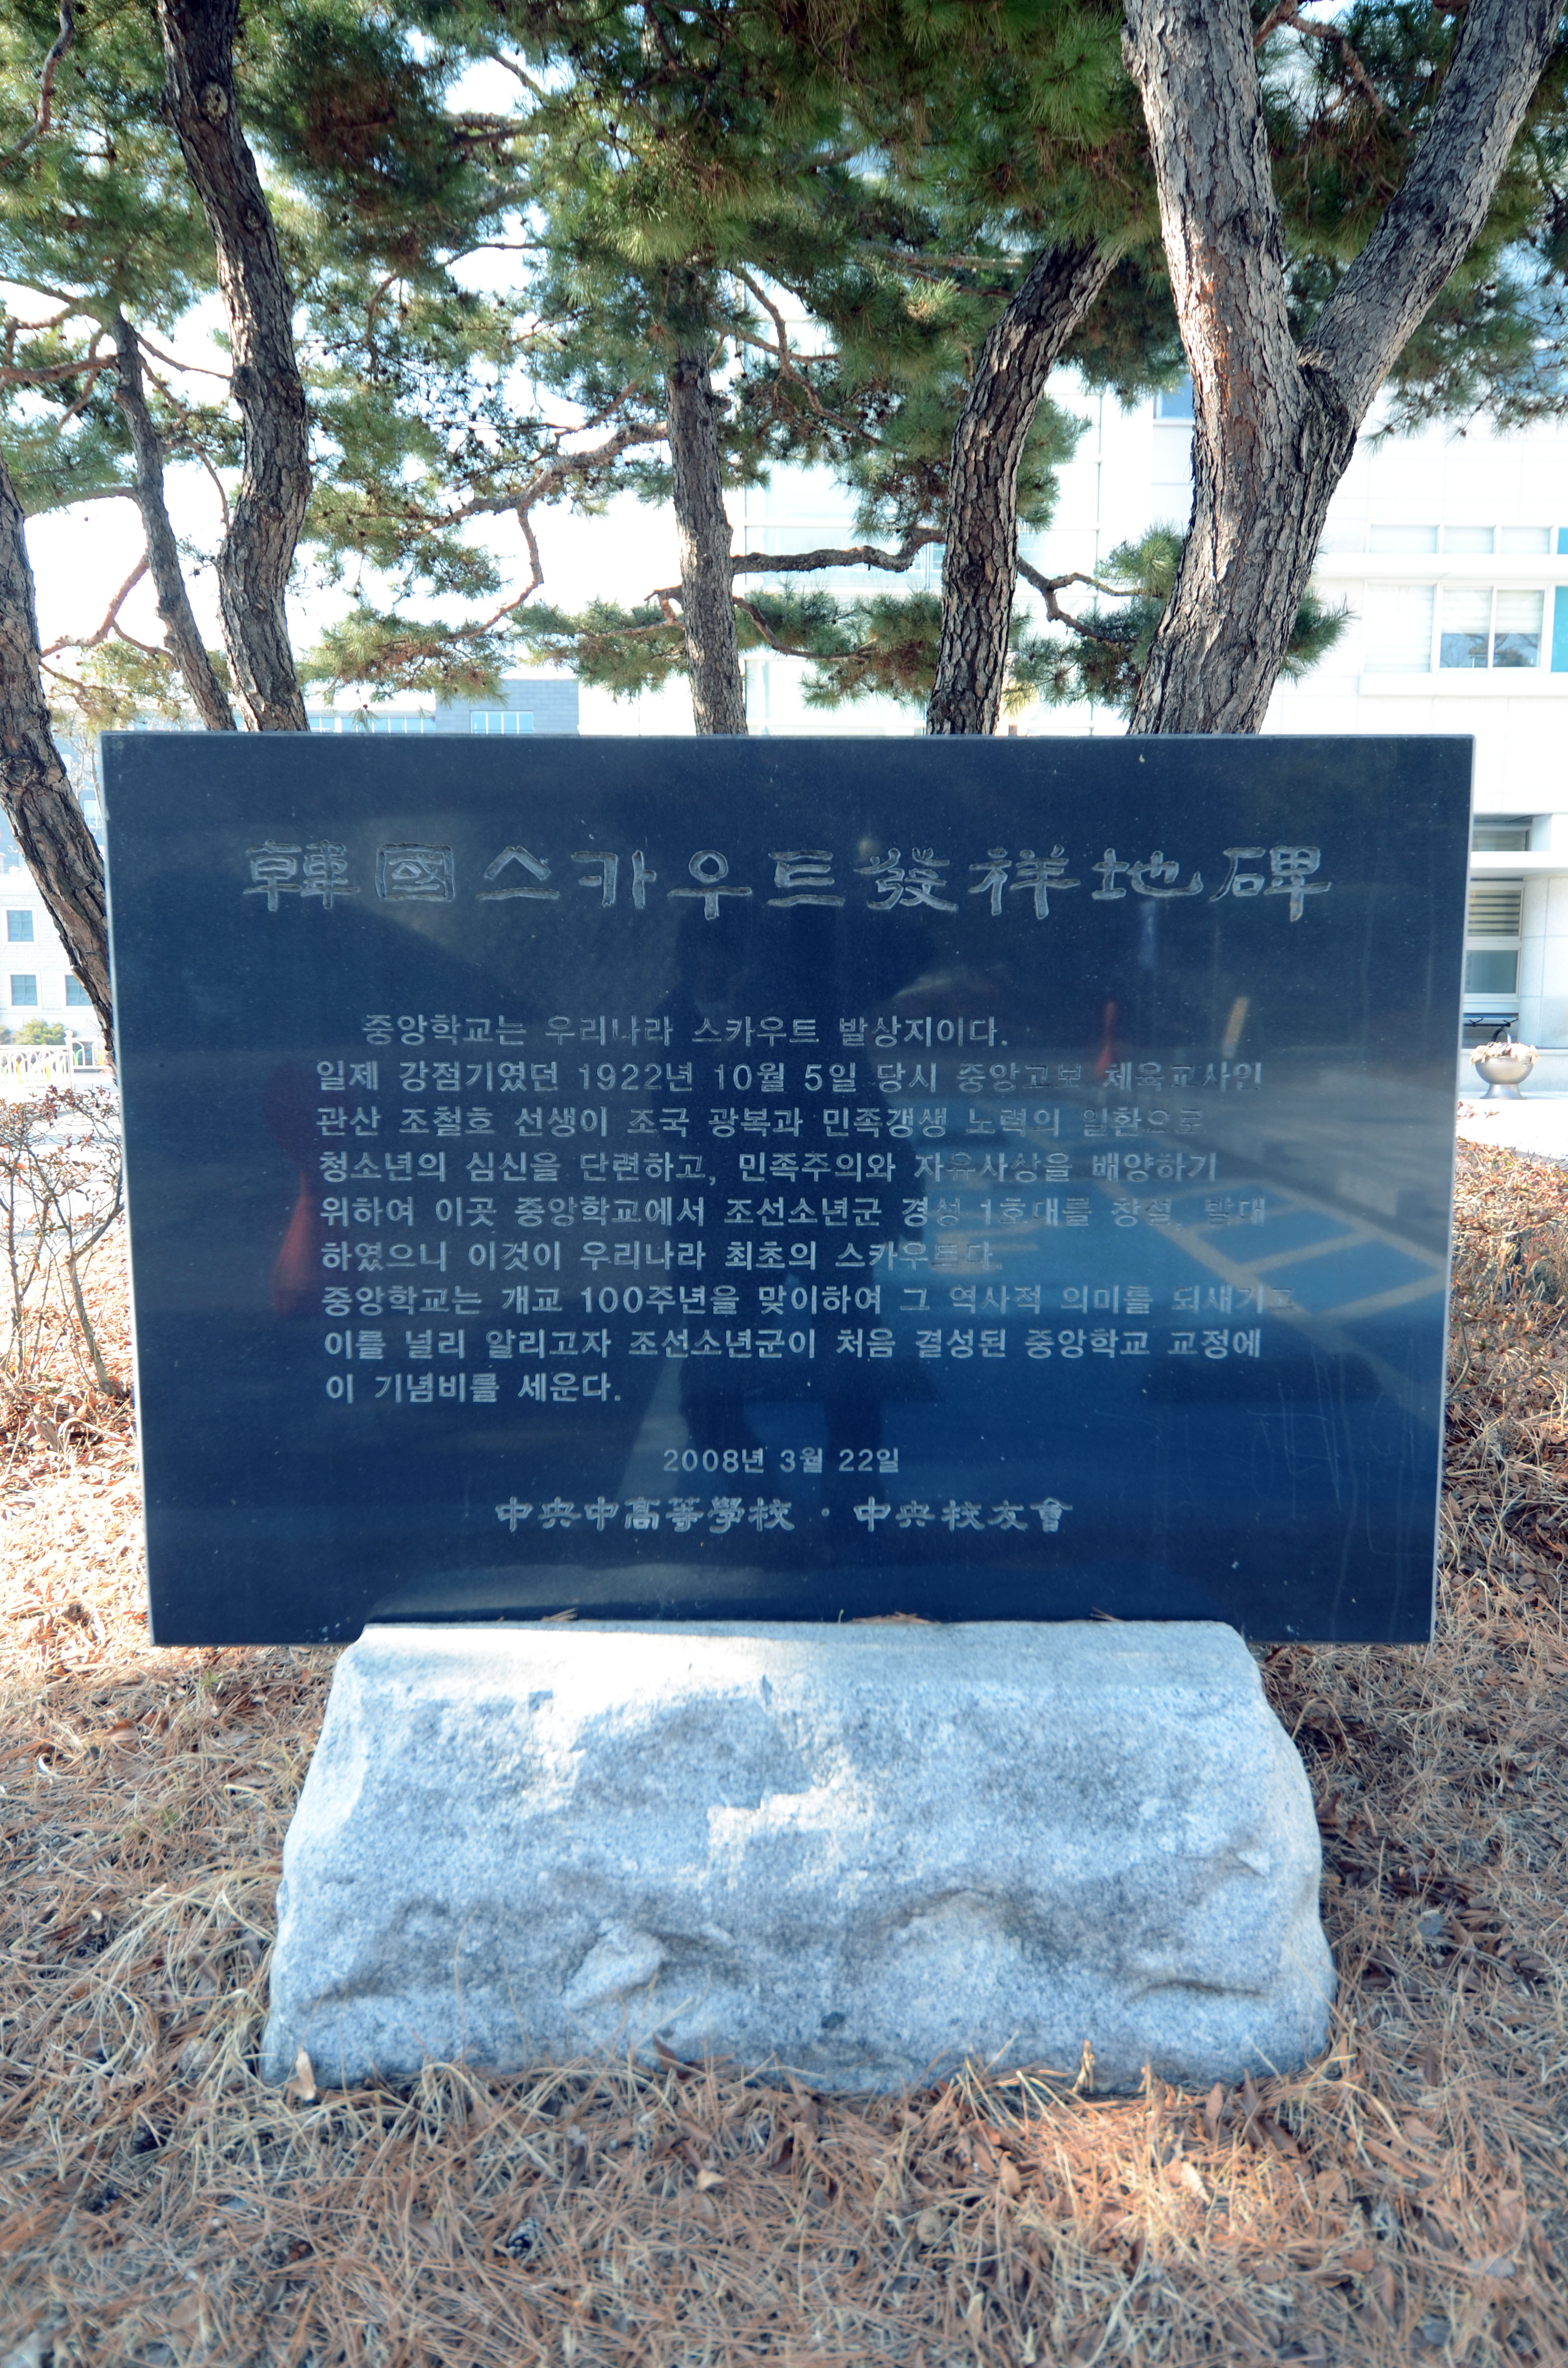 韓國스카우트發祥地碑
중앙학교는 우리나라 스카우트 발상지이다.
일제 강점기였던 1922년 10월 5일 당시 중앙고보 체육교사인
관산 조철호 선생이 조국 광복과 민족갱생 노력의 일환으로
청소년의 심신을 단련하고, 민족주의와 자유사상을 배양하기
위하여 이곳 중앙학교에서 조선소년군 경성 1호대를 창설, 발대
하였으니 이것이 우리나라 최초의 스카우트다.
중앙학교는 개교 100주년을 맞이하여 그 역사적 의미를 되새기고
이를 널리 알리고자 조선소년군이 처음 결성된 중앙학교 교정에
이 기념비를 세운다.
2008년 3월 22일
中央中高等學校 · 中央校友會